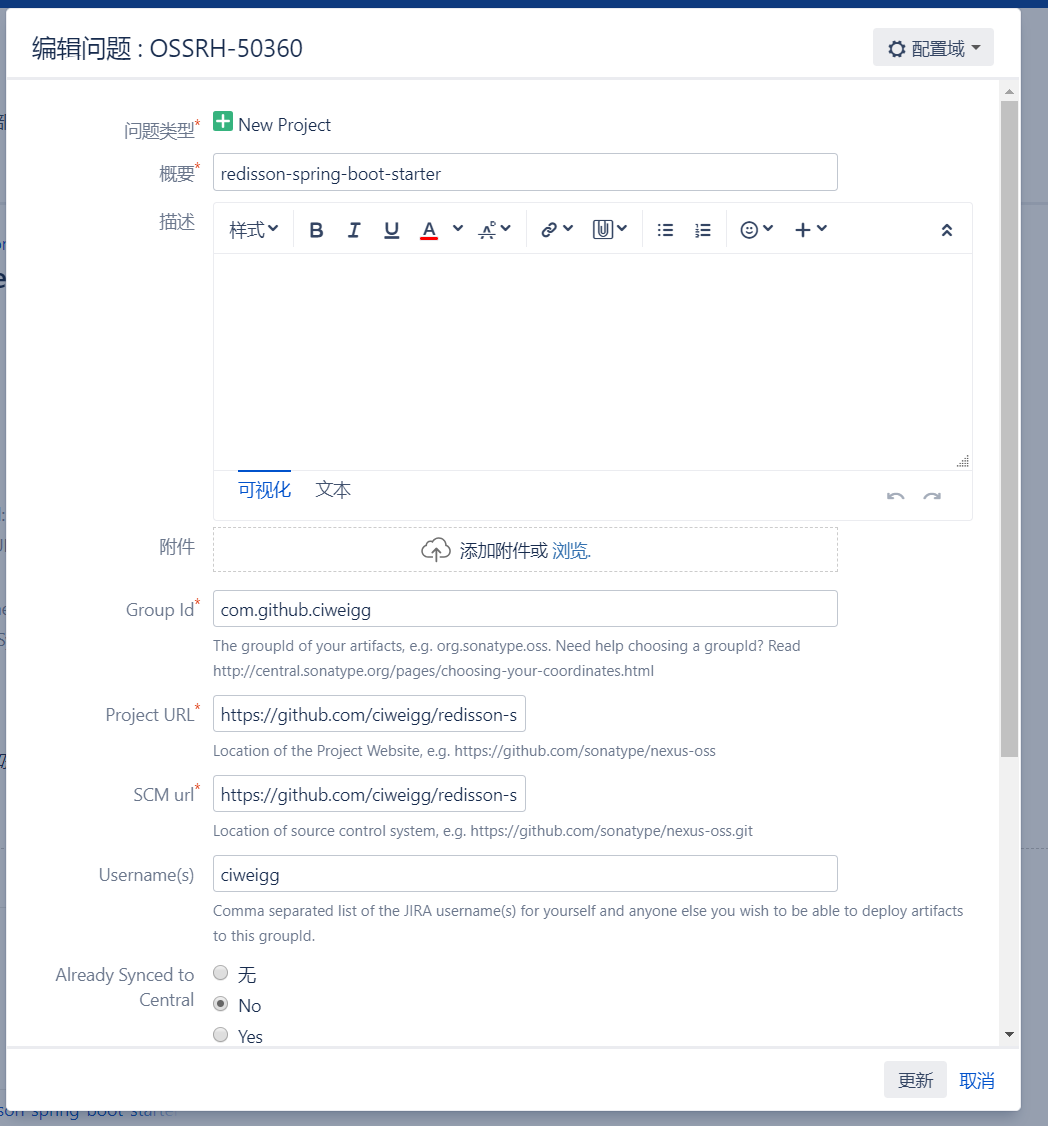 编辑问题 : OSSRH-50360
配置域
问题类型*
New Project
概要*
redisson-spring-boot-starter
描述
样式
B I U A
可视化
文本
附件
添加附件或 浏览.
Group Id*
com.github.ciweigg
The groupId of your artifacts, e.g. org.sonatype.oss. Need help choosing a groupId? Read
http://central.sonatype.org/pages/choosing-your-coordinates.html
Project URL*
https://github.com/ciweigg/redisson-s
Location of the Project Website, e.g. https://github.com/sonatype/nexus-oss
SCM url*
https://github.com/ciweigg/redisson-s
Location of source control system, e.g. https://github.com/sonatype/nexus-oss.git
Username(s)
ciweigg
Comma separated list of the JIRA username(s) for yourself and anyone else you wish to be able to deploy artifacts
to this groupId.
Already Synced to
Central
无
No
Yes
更新
取消